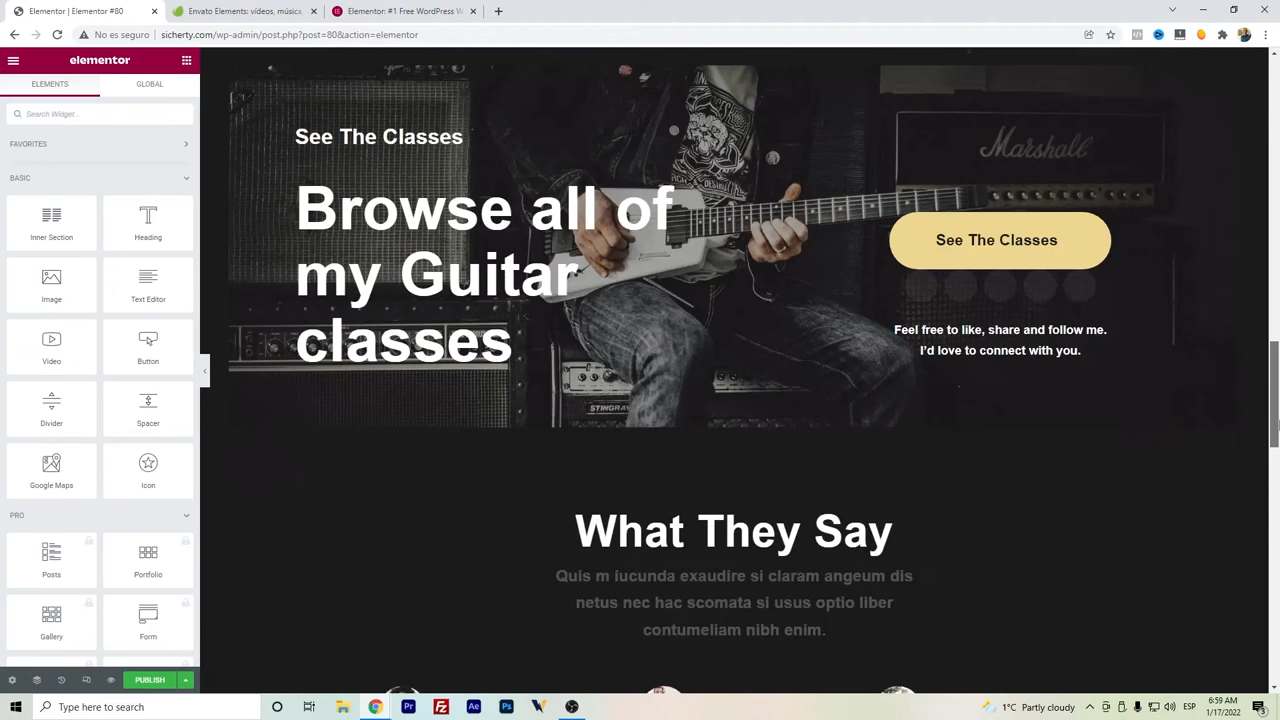 Elementor | Elementor #80
Envato Elements: vídeos, música,
Elementor: #1 Free WordPress W
No es seguro
sicherty.com/wp-admin/post.php?post=80&action=elementor
elementor
ELEMENTS
GLOBAL
Search Widget...
FAVORITES
BASIC
Inner Section
Heading
Image
Text Editor
Video
Button
Divider
Spacer
Google Maps
Icon
PRO
Posts
Portfolio
Gallery
Form
PUBLISH
See The Classes
Browse all of
my Guitar
classes
Marshall
STINGRAY
See The Classes
Feel free to like, share and follow me.
I'd love to connect with you.
What They Say
Quis m iucunda exaudire si claram angeum dis
netus nec hac scomata si usus optio liber
contumeliam nibh enim.
Type here to search
Pr
Fz
Ae
Ps
1°C Partly cloudy
ESP
6:59 AM
1/17/2022
3